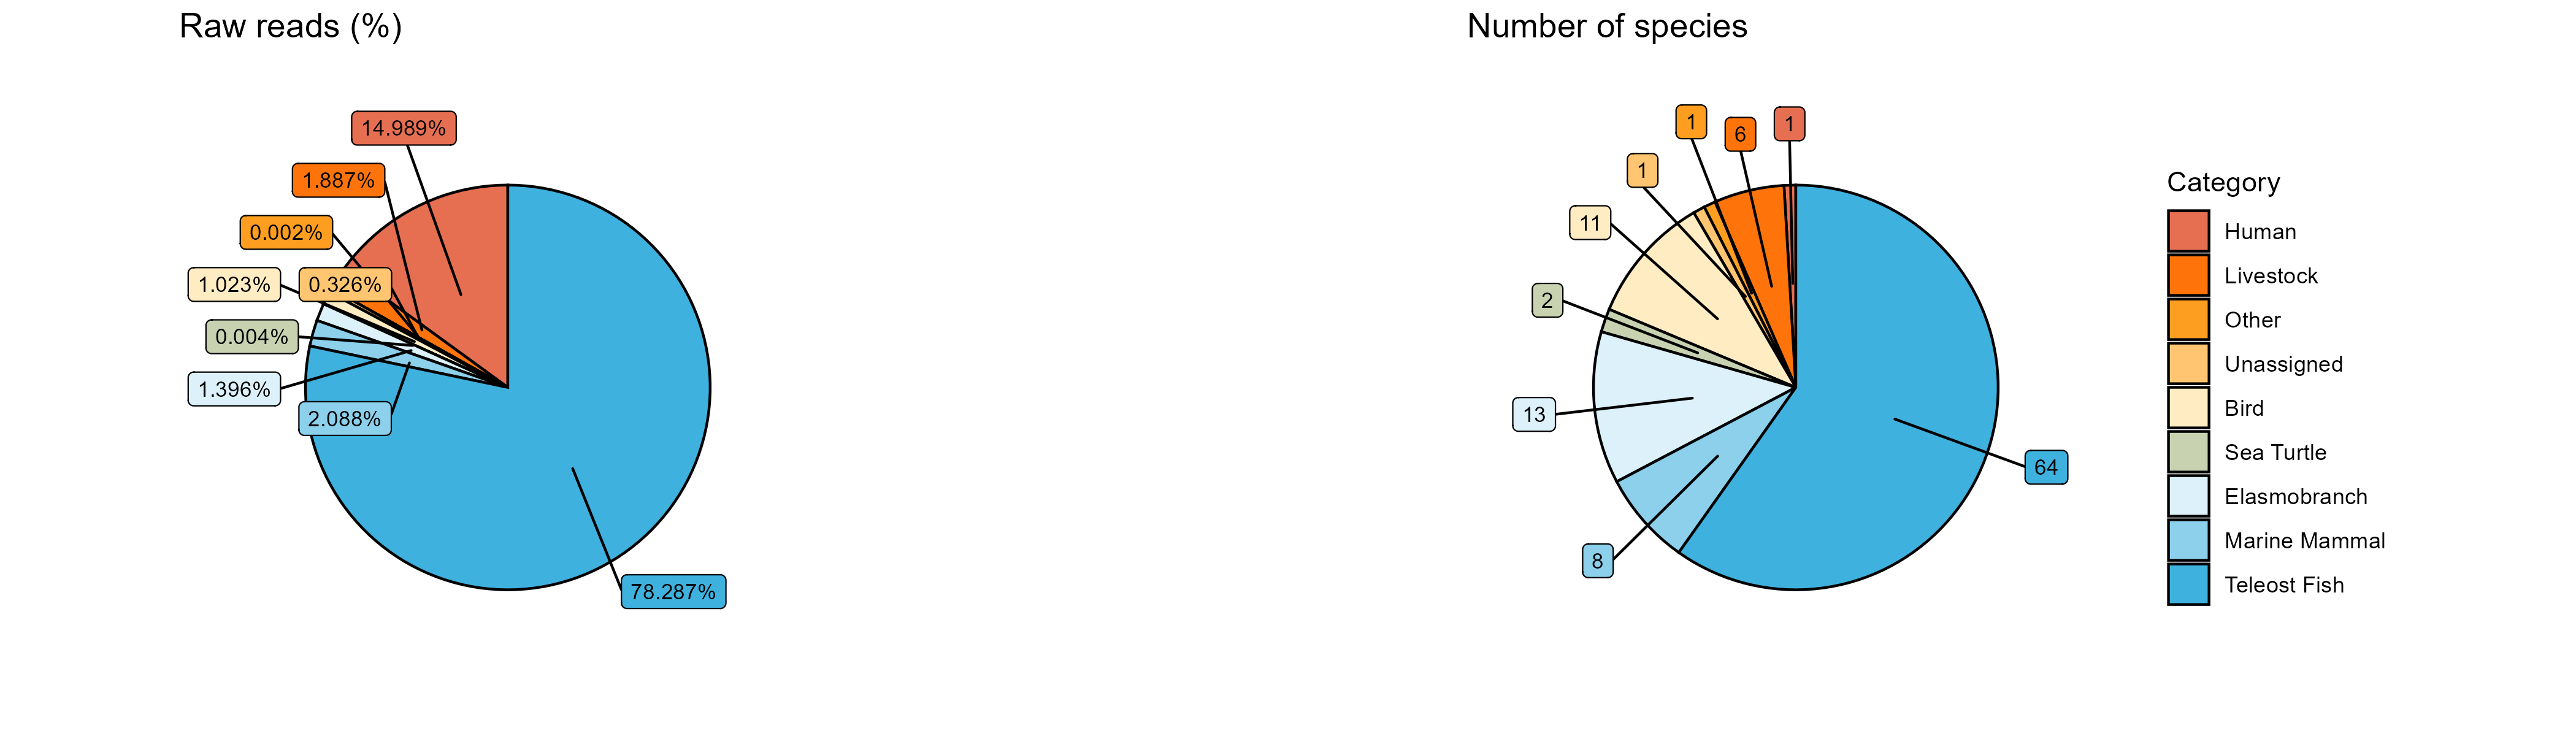 Raw reads (%)
14.989%
1.887%
0.002%
1.023%
0.326%
0.004%
1.396%
2.088%
78.287%
Number of species
1
6
1
1
11
2
13
8
64
Category
Human
Livestock
Other
Unassigned
Bird
Sea Turtle
Elasmobranch
Marine Mammal
Teleost Fish